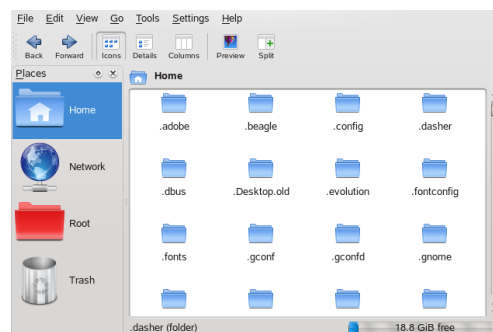 File Edit View Go Tools Settings Help
Back Forward Icons Details Columns Preview Split
Places
Home
Home
Network
Root
Trash
.adobe .beagle .config .dasher
.dbus .Desktop.old .evolution .fontconfig
.fonts .gconf .gconfd .gnome
.dasher (folder) 18.8 GiB free